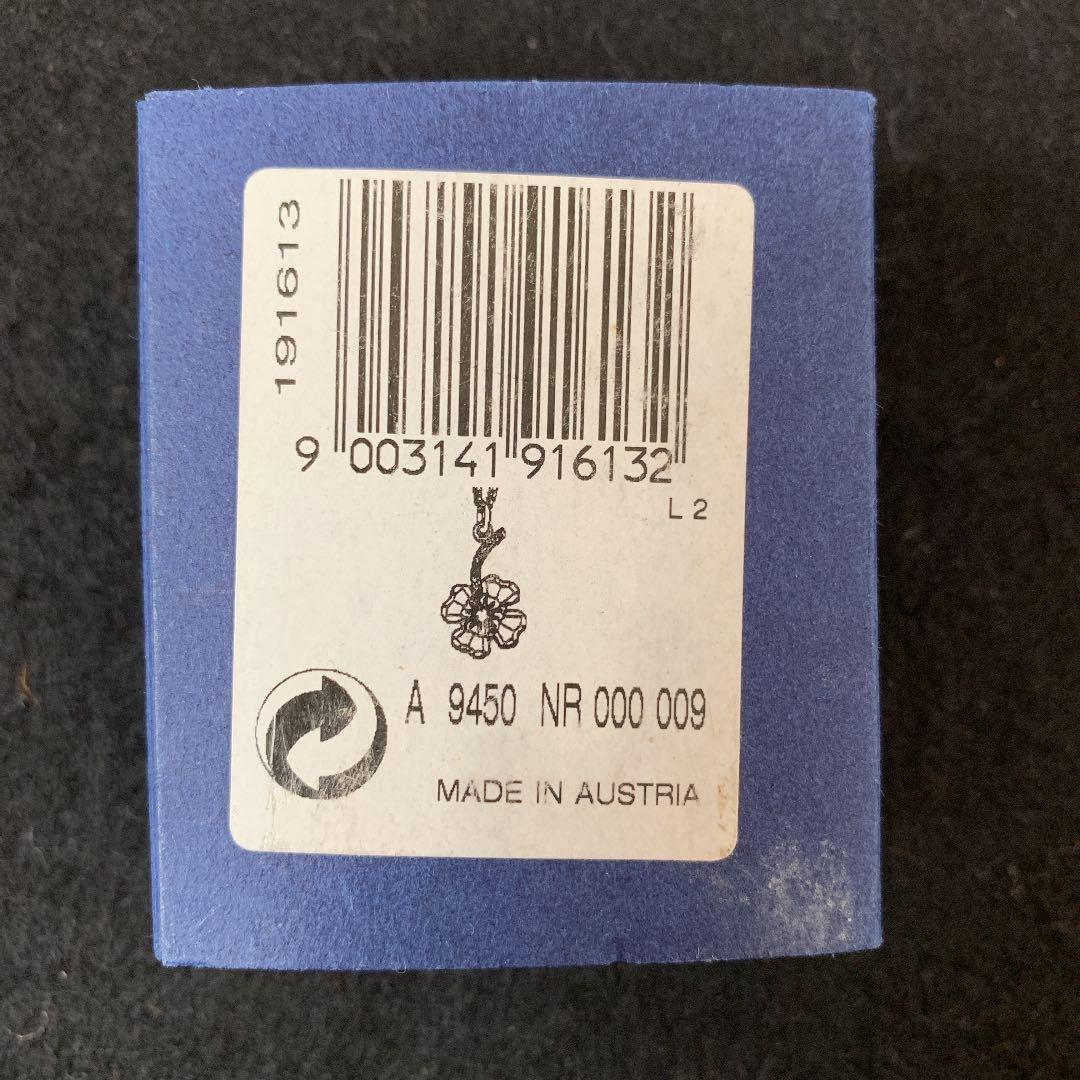 191613
9 003141 916132
L 2
A 9450 NR 000 009
MADE IN AUSTRIA